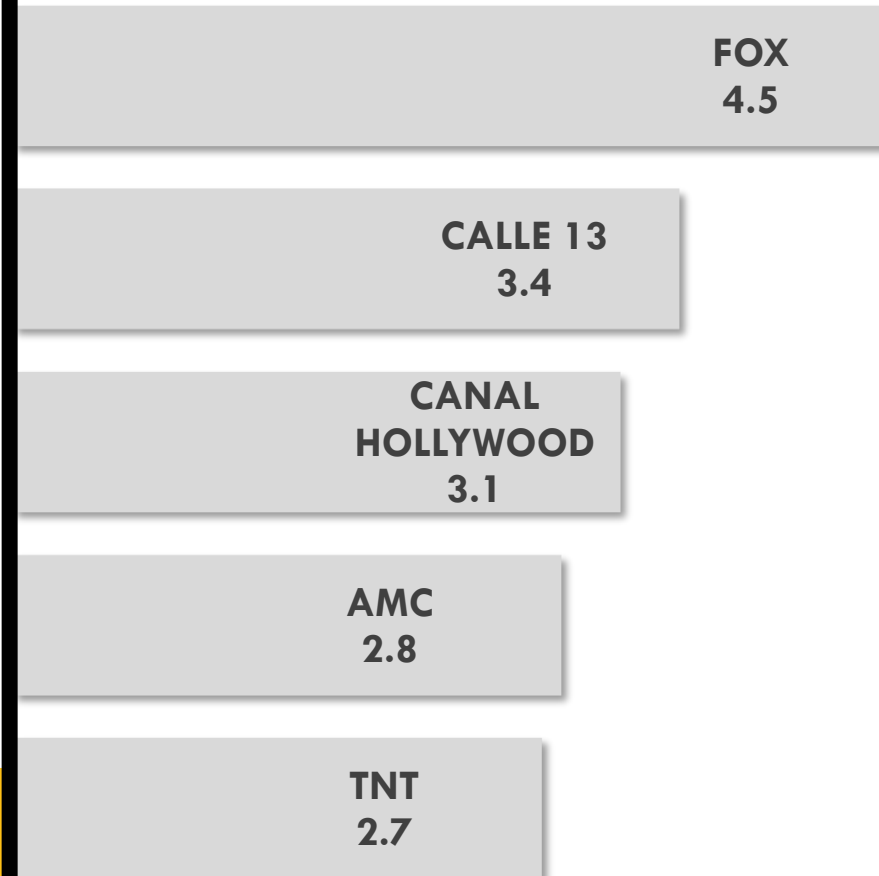 FOX
4.5
CALLE 13
3.4
CANAL
HOLLYWOOD
3.1
AMC
2.8
TNT
2.7